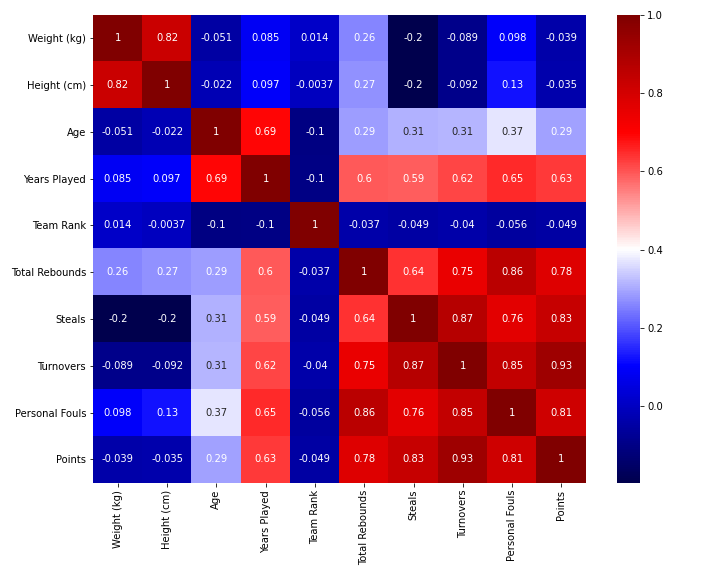 1.0
Weight (kg) 1 0.82 -0.051 0.085 0.014 0.26 -0.2 -0.089 0.098 -0.039
Height (cm) 0.82 1 -0.022 0.097 -0.0037 0.27 -0.2 -0.092 0.13 -0.035
0.8
Age -0.051 -0.022 1 0.69 -0.1 0.29 0.31 0.31 0.37 0.29
0.6
Years Played 0.085 0.097 0.69 1 -0.1 0.6 0.59 0.62 0.65 0.63
Team Rank 0.014 -0.0037 -0.1 -0.1 1 -0.037 -0.049 -0.04 -0.056 -0.049
0.4
Total Rebounds 0.26 0.27 0.29 0.6 -0.037 1 0.64 0.75 0.86 0.78
Steals -0.2 -0.2 0.31 0.59 -0.049 0.64 1 0.87 0.76 0.83
0.2
Turnovers -0.089 -0.092 0.31 0.62 -0.04 0.75 0.87 1 0.85 0.93
0.0
Personal Fouls 0.098 0.13 0.37 0.65 -0.056 0.86 0.76 0.85 1 0.81
Points -0.039 -0.035 0.29 0.63 -0.049 0.78 0.83 0.93 0.81 1
Weight (kg)
Height (cm)
Age
Years Played
Team Rank
Total Rebounds
Steals
Turnovers
Personal Fouls
Points